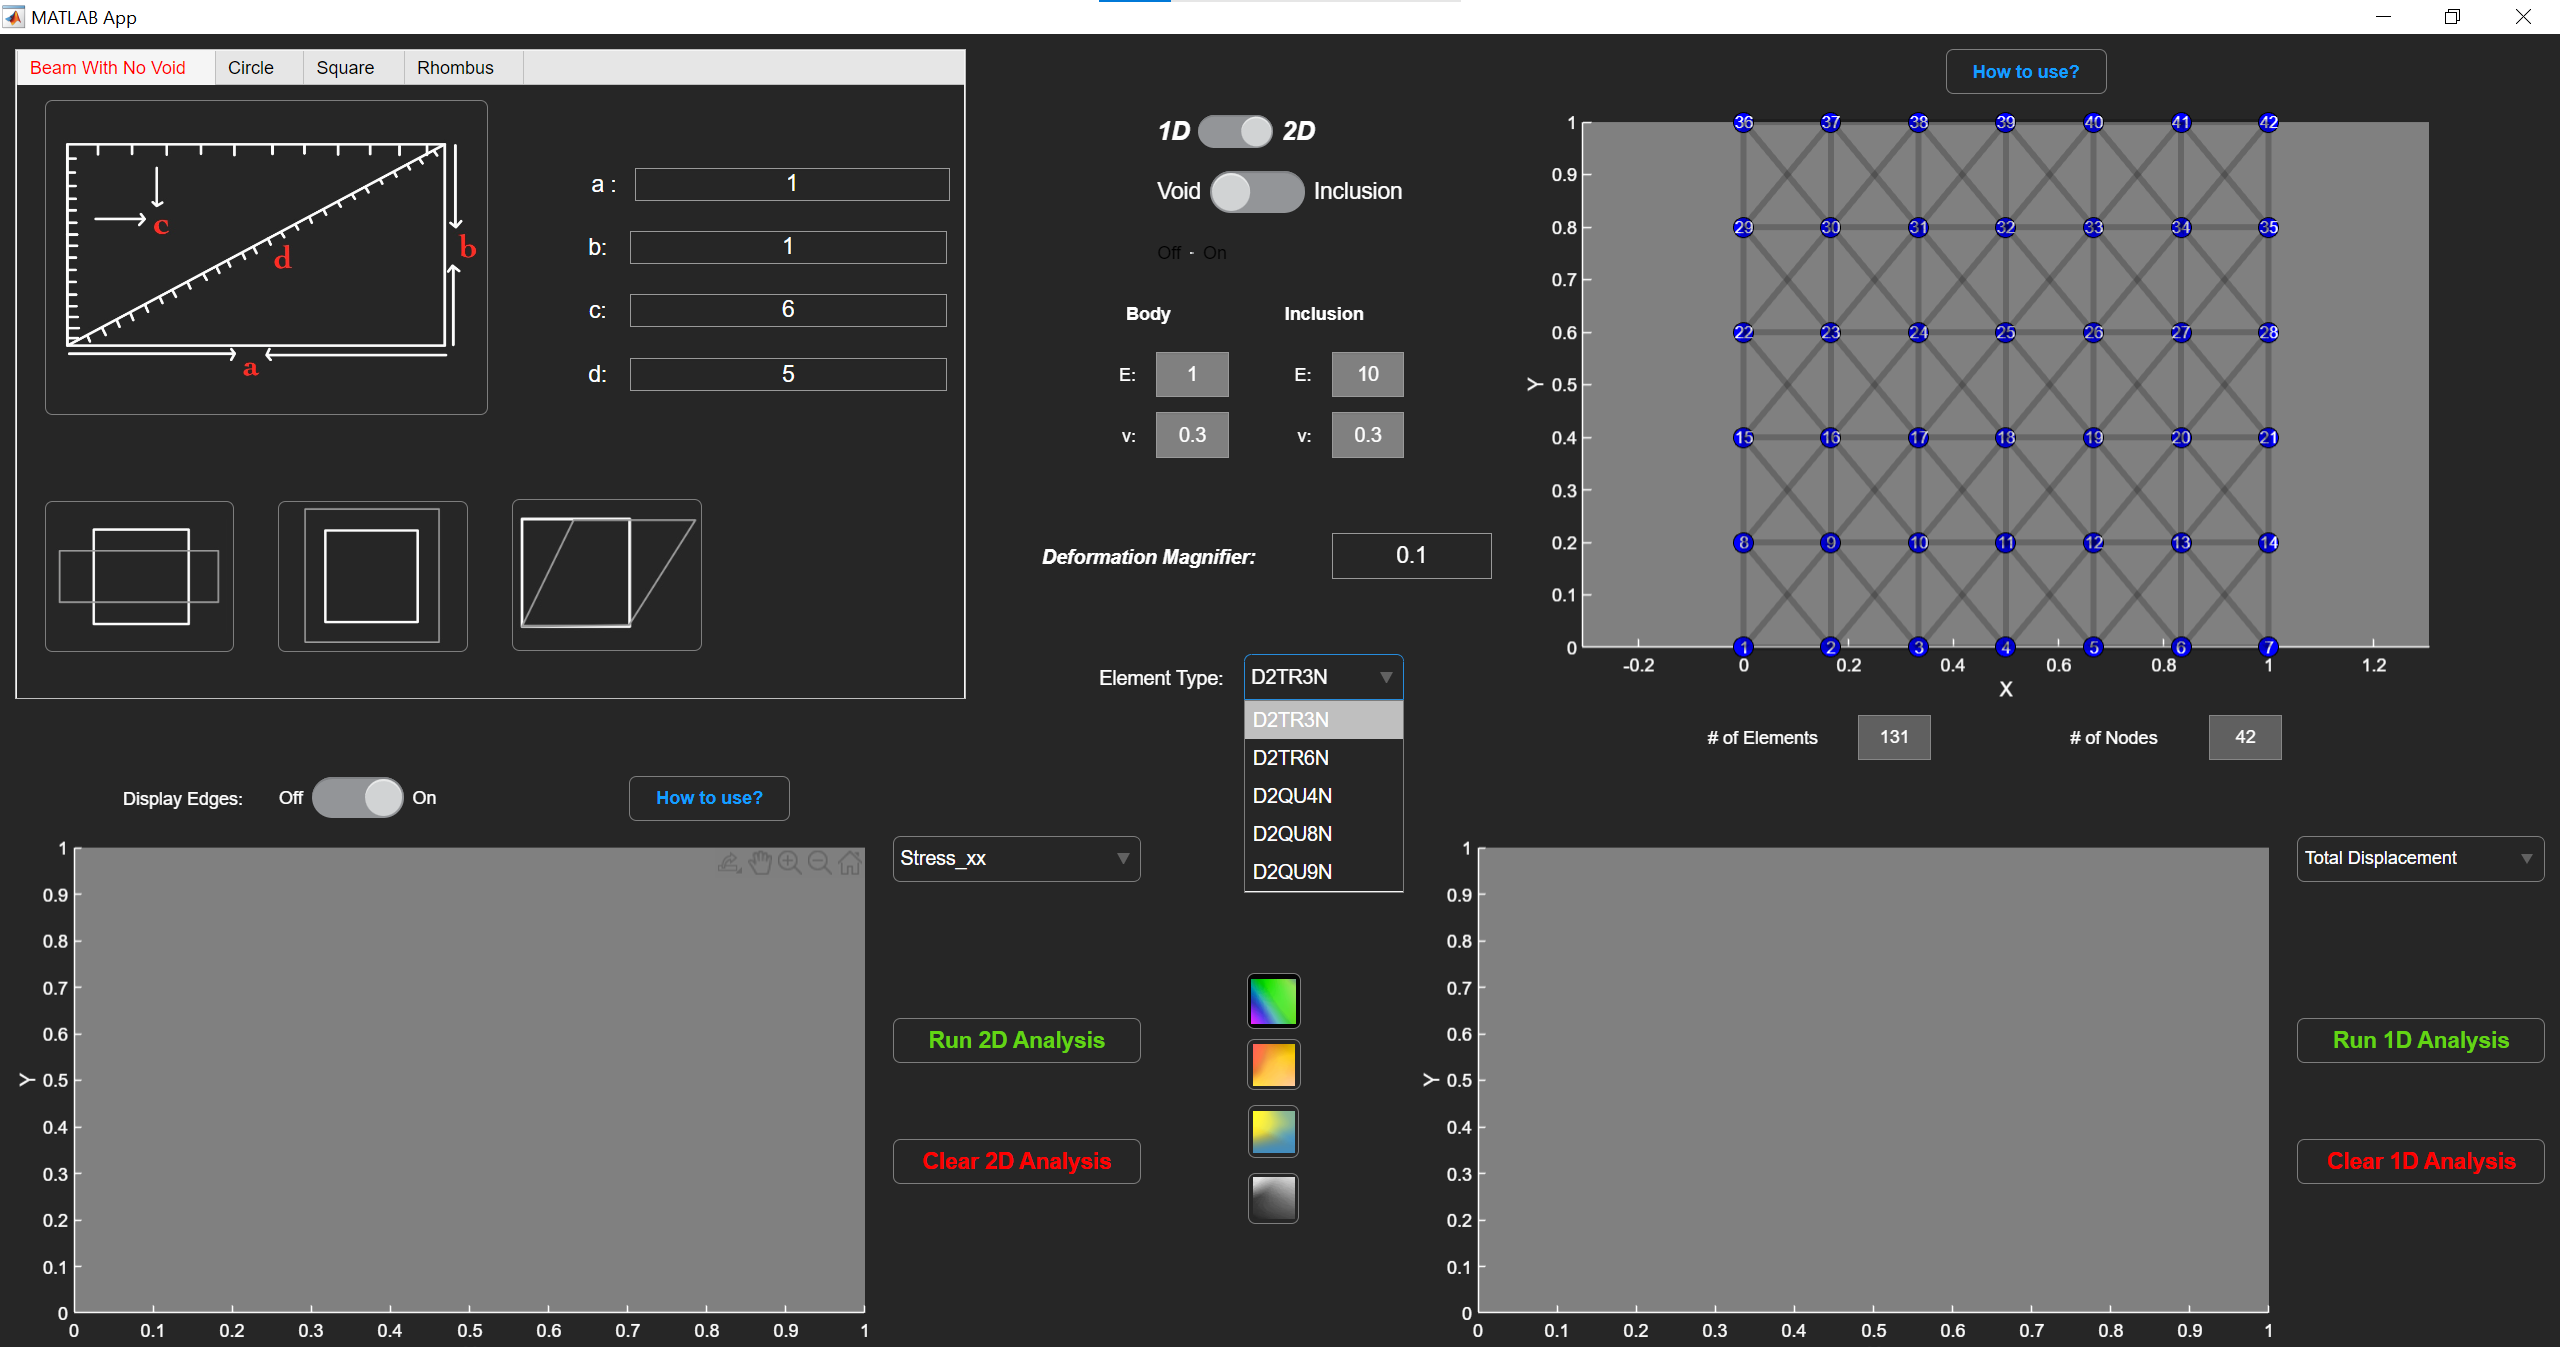 MATLAB App
Beam With No Void
Circle
Square
Rhombus
c
d
b
a
a :
1
b:
1
c:
6
d:
5
1D
2D
Void
Inclusion
Off
On
Body
Inclusion
E:
1
E:
10
v:
0.3
v:
0.3
Deformation Magnifier:
0.1
Element Type:
D2TR3N
D2TR3N
D2TR6N
D2QU4N
D2QU8N
D2QU9N
How to use?
1
0.9
0.8
0.7
0.6
0.5
0.4
0.3
0.2
0.1
0
Y
36 37 38 39 40 41 42
29 30 31 32 33 34 35
22 23 24 25 26 27 28
15 16 17 18 19 20 21
8 9 10 11 12 13 14
1 2 3 4 5 6 7
-0.2 0 0.2 0.4 0.6 0.8 1 1.2
X
# of Elements
131
# of Nodes
42
Display Edges:
Off
On
How to use?
1
0.9
0.8
0.7
0.6
0.5
0.4
0.3
0.2
0.1
0
Y
0 0.1 0.2 0.3 0.4 0.5 0.6 0.7 0.8 0.9 1
Stress_xx
Run 2D Analysis
Clear 2D Analysis
1
0.9
0.8
0.7
0.6
0.5
0.4
0.3
0.2
0.1
0
Y
0 0.1 0.2 0.3 0.4 0.5 0.6 0.7 0.8 0.9 1
Total Displacement
Run 1D Analysis
Clear 1D Analysis